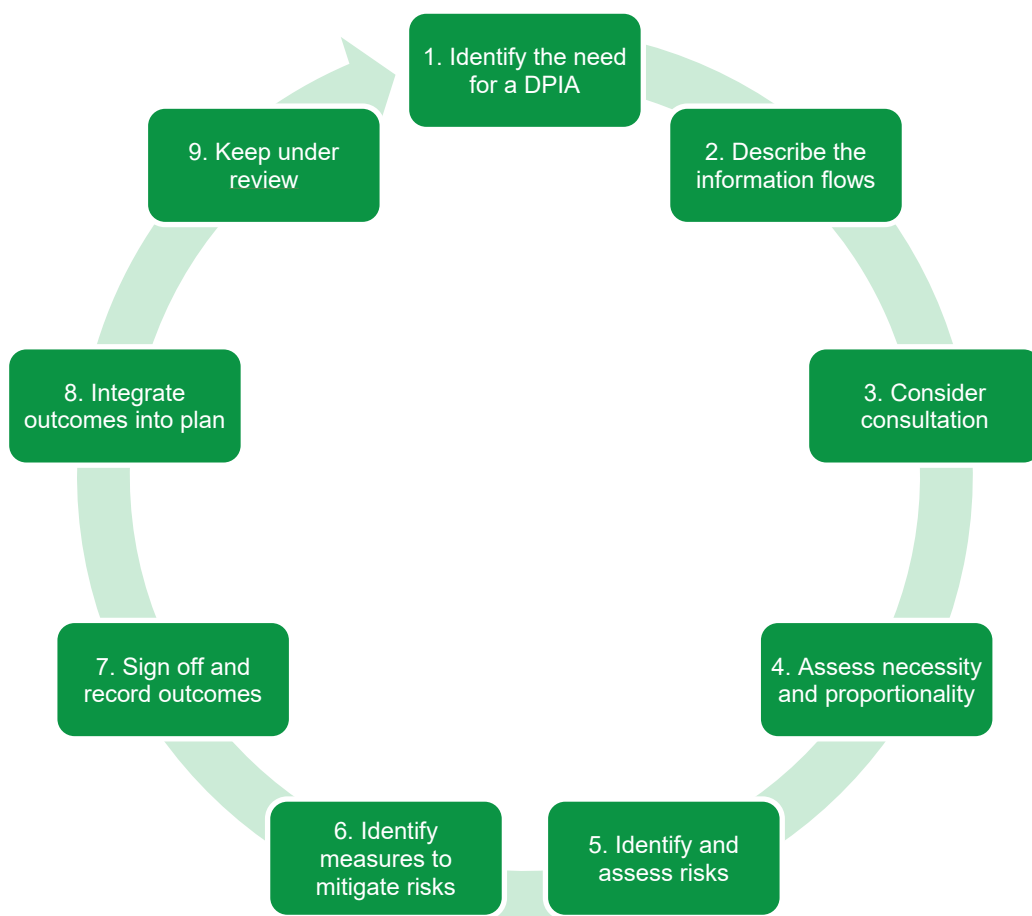 1. Identify the need
for a DPIA
2. Describe the
information flows
3. Consider
consultation
4. Assess necessity
and proportionality
5. Identify and
assess risks
6. Identify
measures to
mitigate risks
7. Sign off and
record outcomes
8. Integrate
outcomes into plan
9. Keep under
review